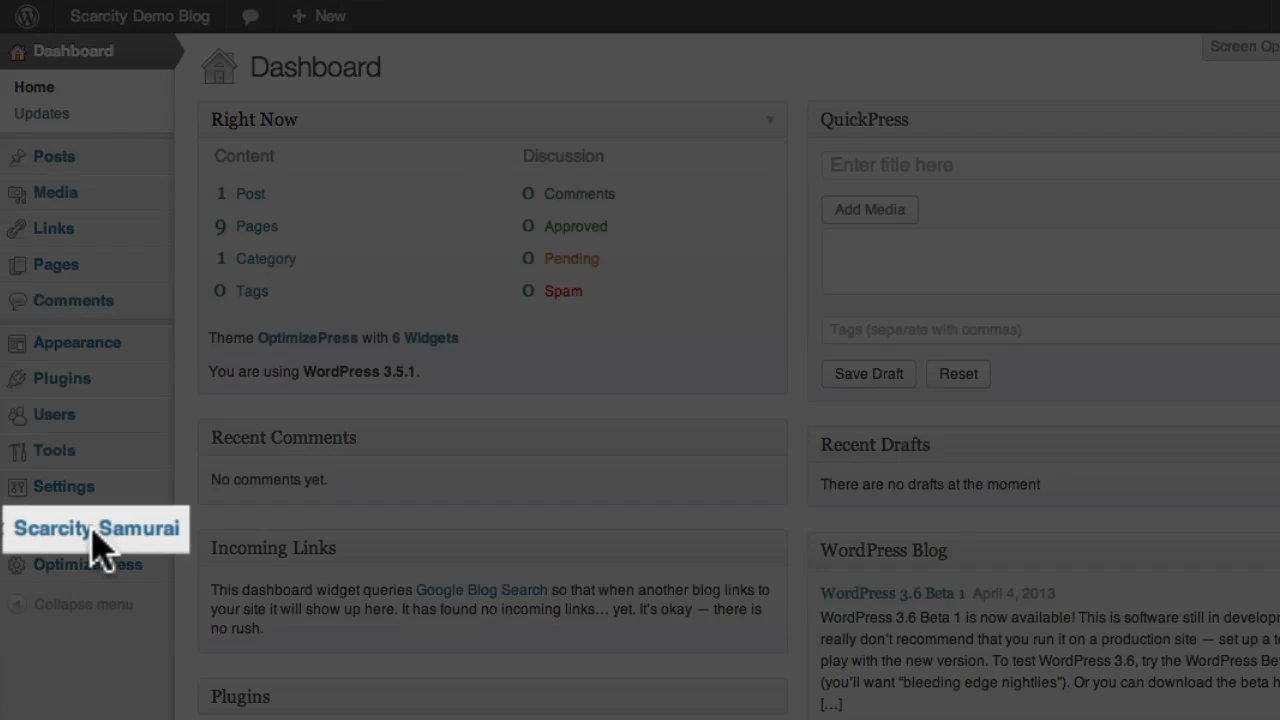 Scarcity Demo Blog
New
Screen Op
Dashboard
Home
Updates
Posts
Media
Links
Pages
Comments
Appearance
Plugins
Users
Tools
Settings
Scarcity Samurai
OptimizePress
Collapse menu
Dashboard
Right Now
Content
1 Post
9 Pages
1 Category
0 Tags
Discussion
0 Comments
0 Approved
0 Pending
0 Spam
Theme OptimizePress with 6 Widgets
You are using WordPress 3.5.1.
Recent Comments
No comments yet.
Incoming Links
This dashboard widget queries Google Blog Search so that when another blog links to
your site it will show up here. It has found no incoming links… yet. It's okay — there is
no rush.
Plugins
QuickPress
Enter title here
Add Media
Tags (separate with commas)
Save Draft
Reset
Recent Drafts
There are no drafts at the moment
WordPress Blog
WordPress 3.6 Beta 1 April 4, 2013
WordPress 3.6 Beta 1 is now available! This is software still in develop
really don't recommend that you run it on a production site — set up a t
play with the new version. To test WordPress 3.6, try the WordPress Be
(you'll want “bleeding edge nightlies”). Or you can download the beta h
[…]